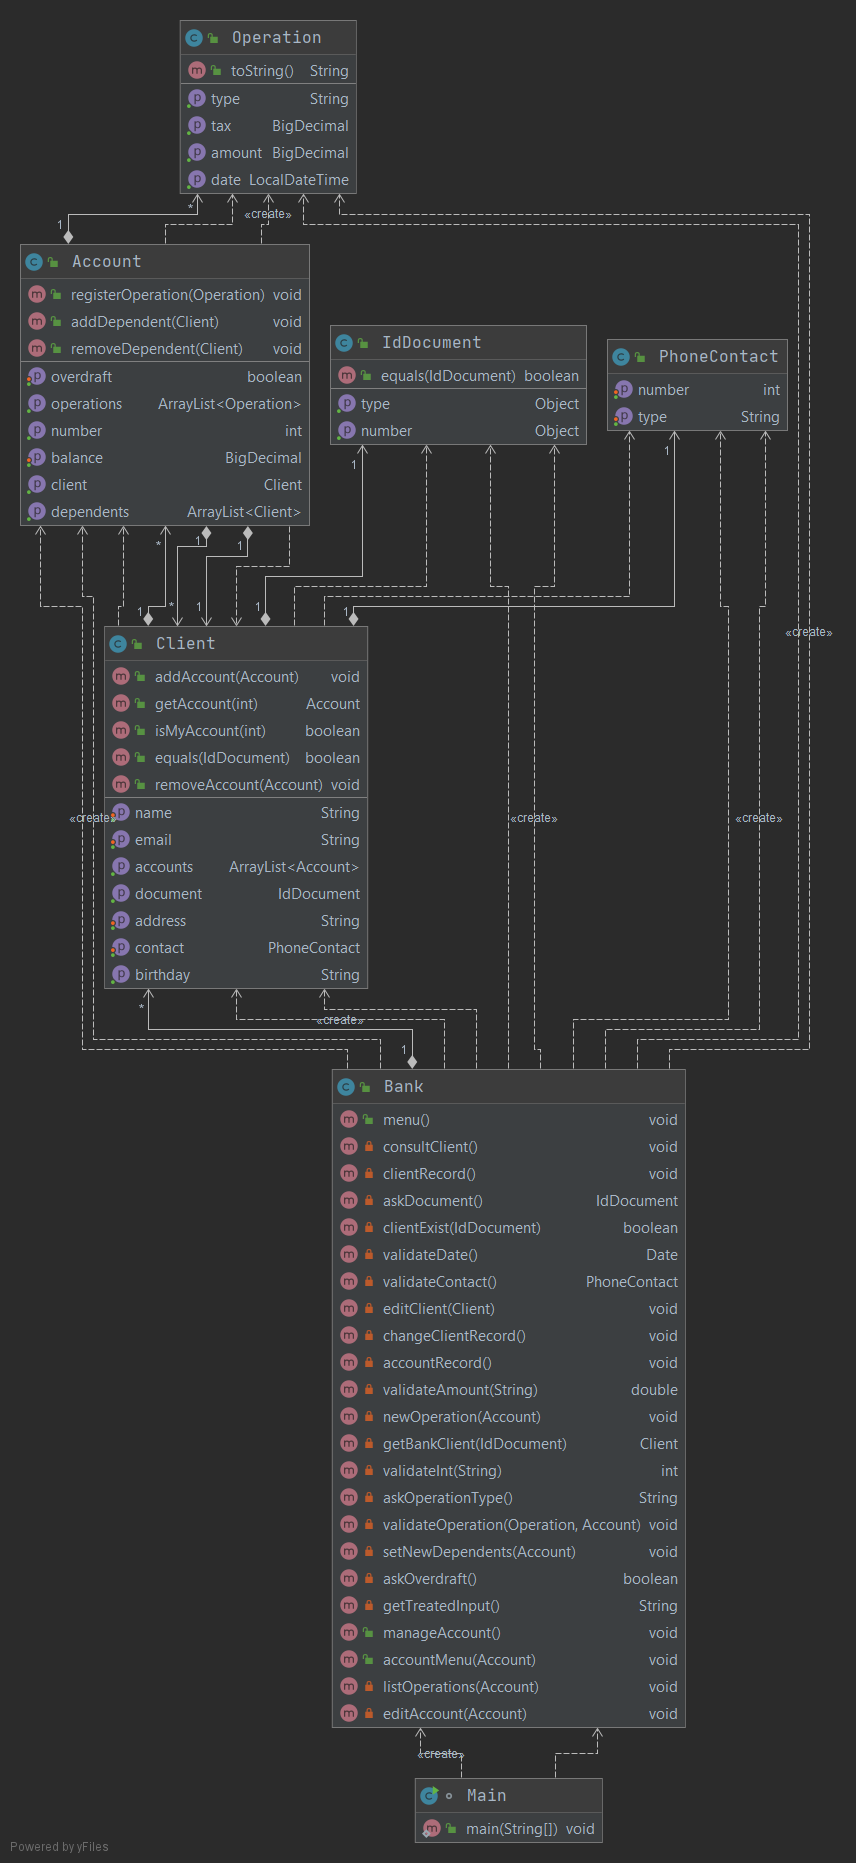 Operation
toString() String
type String
tax BigDecimal
amount BigDecimal
date LocalDateTime
* «create»
1
Account
registerOperation(Operation) void
addDependent(Client) void
removeDependent(Client) void
overdraft boolean
operations ArrayList<Operation>
number int
balance BigDecimal
client Client
dependents ArrayList<Client>
IdDocument
equals(IdDocument) boolean
type Object
number Object
PhoneContact
number int
type String
1 1
* 1 1
1 * 1 1 1
«create»
Client
addAccount(Account) void
getAccount(int) Account
isMyAccount(int) boolean
equals(IdDocument) boolean
removeAccount(Account) void
name String
email String
accounts ArrayList<Account>
document IdDocument
address String
contact PhoneContact
birthday String
«create» «create» «create»
*
«create»
1
Bank
menu() void
consultClient() void
clientRecord() void
askDocument() IdDocument
clientExist(IdDocument) boolean
validateDate() Date
validateContact() PhoneContact
editClient(Client) void
changeClientRecord() void
accountRecord() void
validateAmount(String) double
newOperation(Account) void
getBankClient(IdDocument) Client
validateInt(String) int
askOperationType() String
validateOperation(Operation, Account) void
setNewDependents(Account) void
askOverdraft() boolean
getTreatedInput() String
manageAccount() void
accountMenu(Account) void
listOperations(Account) void
editAccount(Account) void
«create»
Main
main(String[]) void
Powered by yFiles